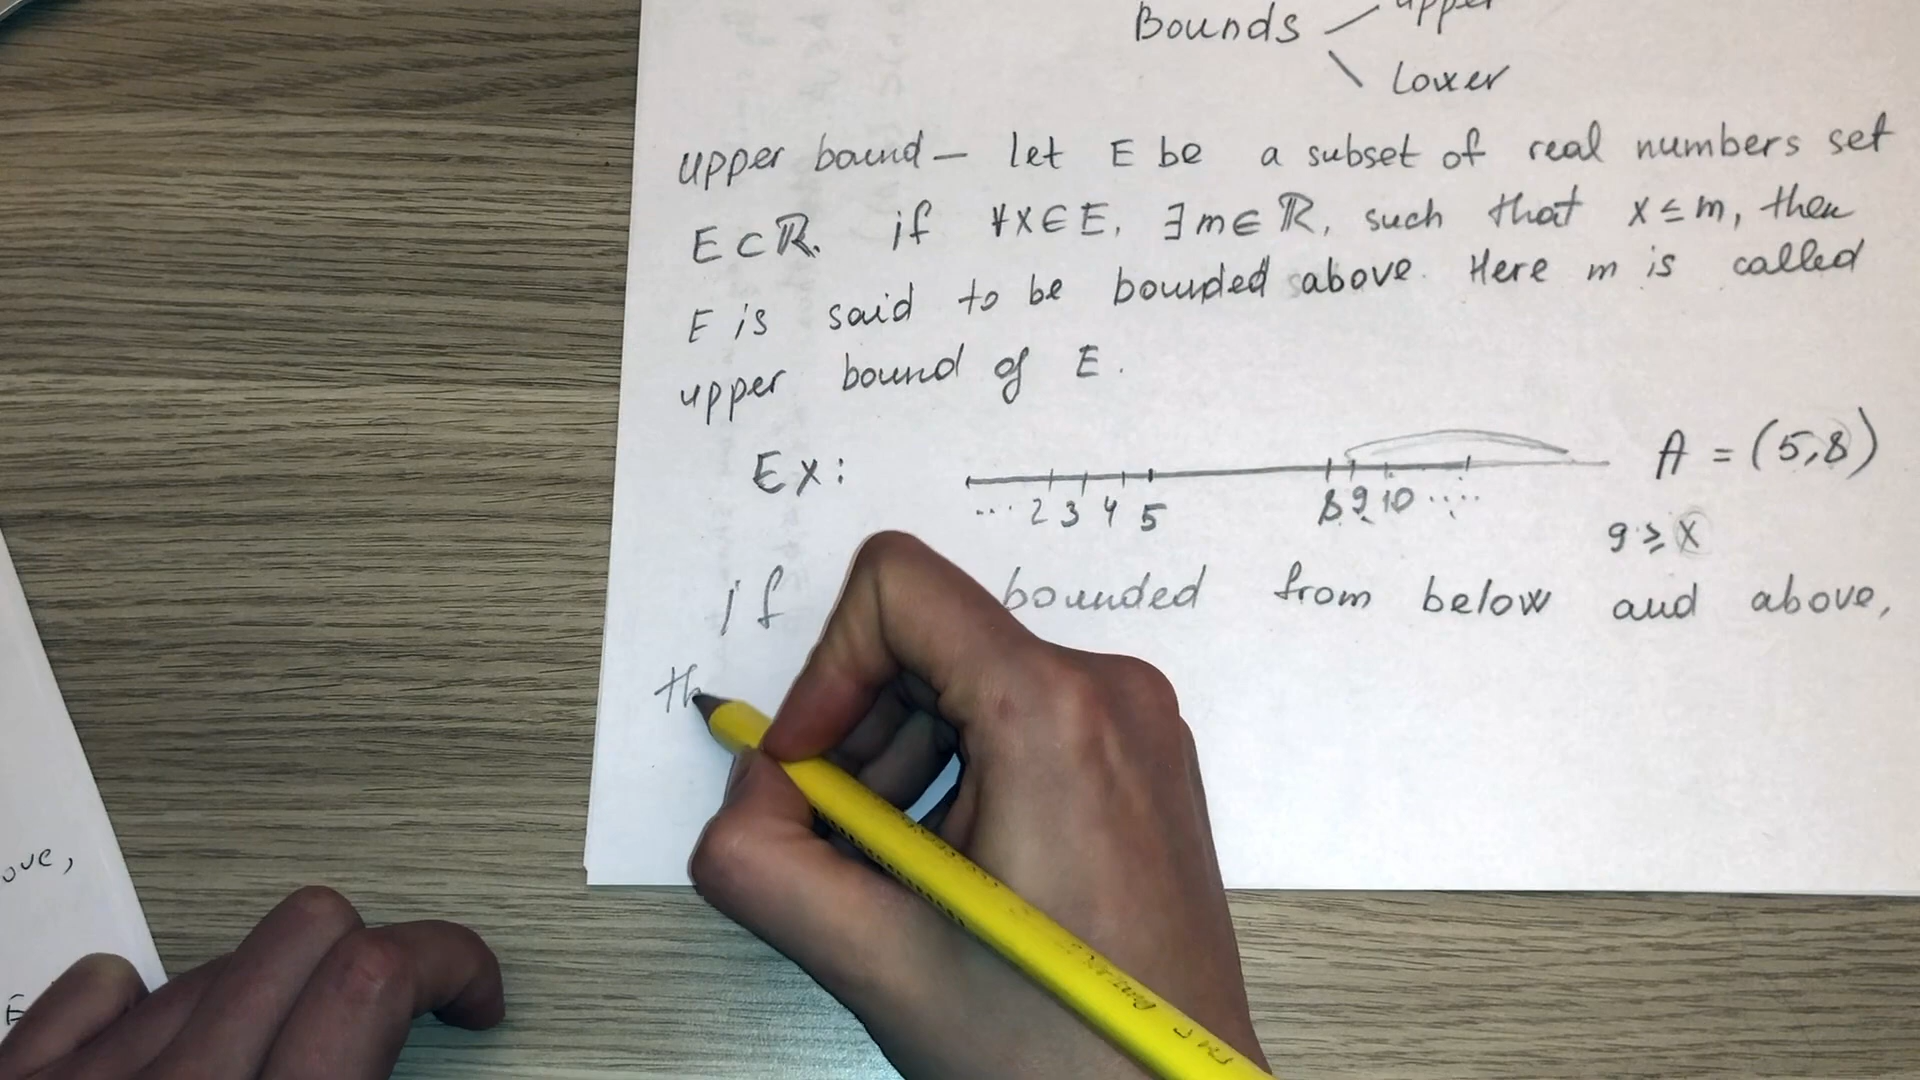 Bounds
upper
Lower
upper bound – let E be a subset of real numbers set
E⊂ℝ. if ∀x∈E, ∃m∈ℝ, such that x≤m, then
E is said to be bounded above. Here m is called
upper bound of E.
Ex:
A = (5,8)
... 2 3 4 5 8 9 10 ....
9 ≥ x
if bounded from below and above,
th
ove,
E